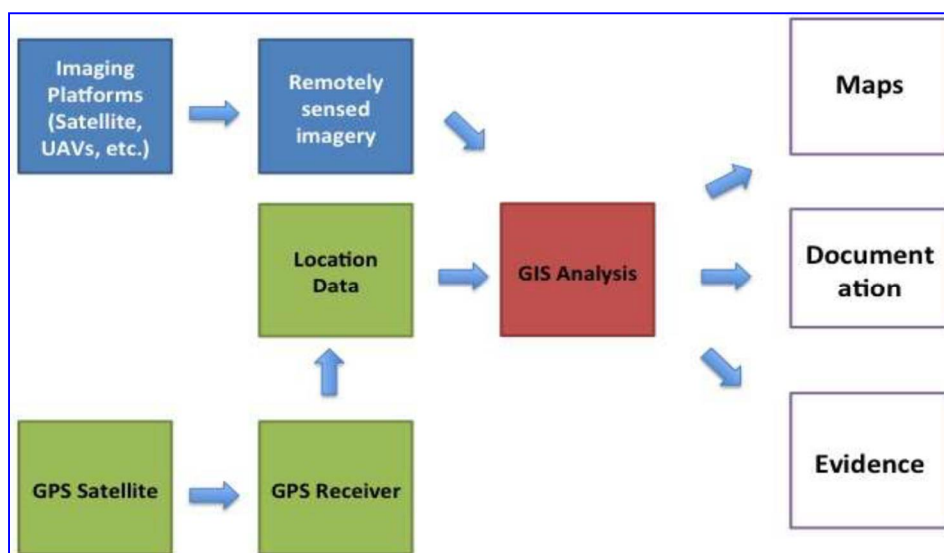 Imaging
Platforms
(Satellite,
UAVs, etc.)
Remotely
sensed
imagery
Maps
Location
Data
GIS Analysis
Document
ation
GPS Satellite
GPS Receiver
Evidence